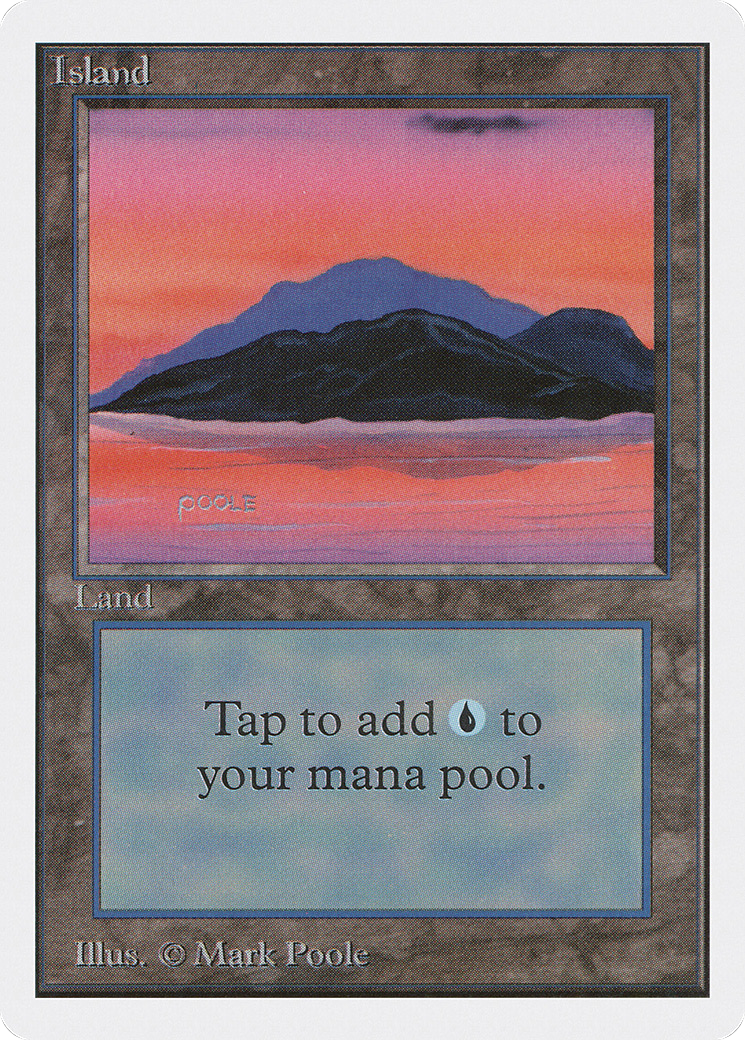 Island
POOLE
Land
Tap to add to
your mana pool.
Illus. © Mark Poole